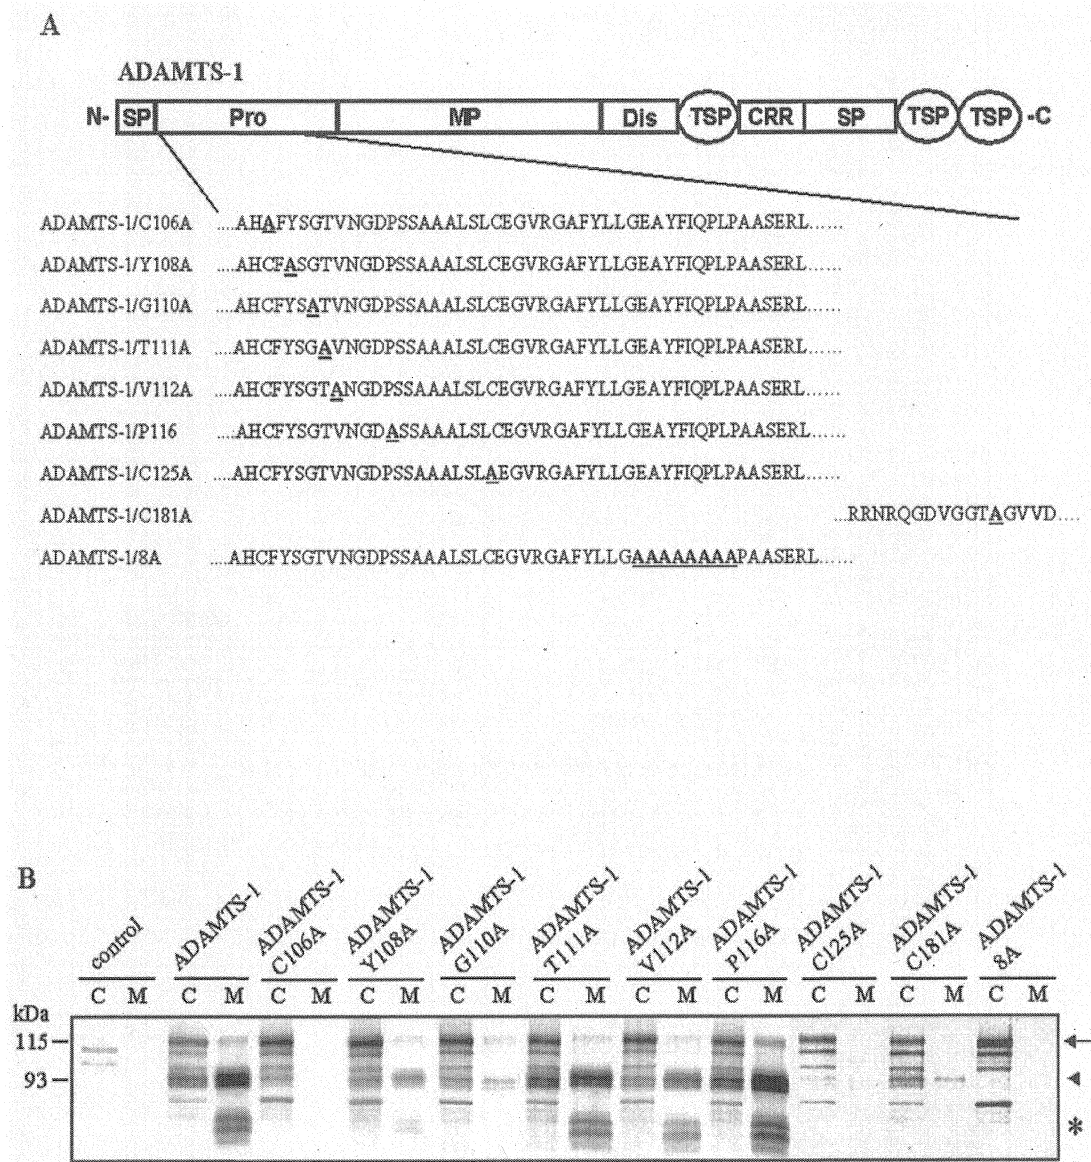 A
ADAMTS-1
N- SP Pro MP Dis TSP CRR SP TSP TSP -C
ADAMTS-1/C106A ....AHAFYSGTVNGDPSSAAALSLCEGVRGAFYLLGEAYFIQPLPAASERL......
ADAMTS-1/Y108A ....AHCFASGTVNGDPSSAAALSLCEGVRGAFYLLGEAYFIQPLPAASERL......
ADAMTS-1/G110A ....AHCFYSATVNGDPSSAAALSLCEGVRGAFYLLGEAYFIQPLPAASERL......
ADAMTS-1/T111A ....AHCFYSGAVNGDPSSAAALSLCEGVRGAFYLLGEAYFIQPLPAASERL......
ADAMTS-1/V112A ....AHCFYSGTANGDPSSAAALSLCEGVRGAFYLLGEAYFIQPLPAASERL......
ADAMTS-1/P116 ....AHCFYSGTVNGDASSAAALSLCEGVRGAFYLLGEAYFIQPLPAASERL......
ADAMTS-1/C125A ....AHCFYSGTVNGDPSSAAALSLAEGVRGAFYLLGEAYFIQPLPAASERL......
ADAMTS-1/C181A ...RRNRQGDVGGTAGVVD....
ADAMTS-1/8A ....AHCFYSGTVNGDPSSAAALSLCEGVRGAFYLLGAAAAAAAAPAASERL......
B
control
ADAMTS-1
ADAMTS-1
C106A
ADAMTS-1
Y108A
ADAMTS-1
G110A
ADAMTS-1
T111A
ADAMTS-1
V112A
ADAMTS-1
P116A
ADAMTS-1
C125A
ADAMTS-1
C181A
ADAMTS-1
8A
C M C M C M C M C M C M C M C M C M C M C M
kDa
115
93
*